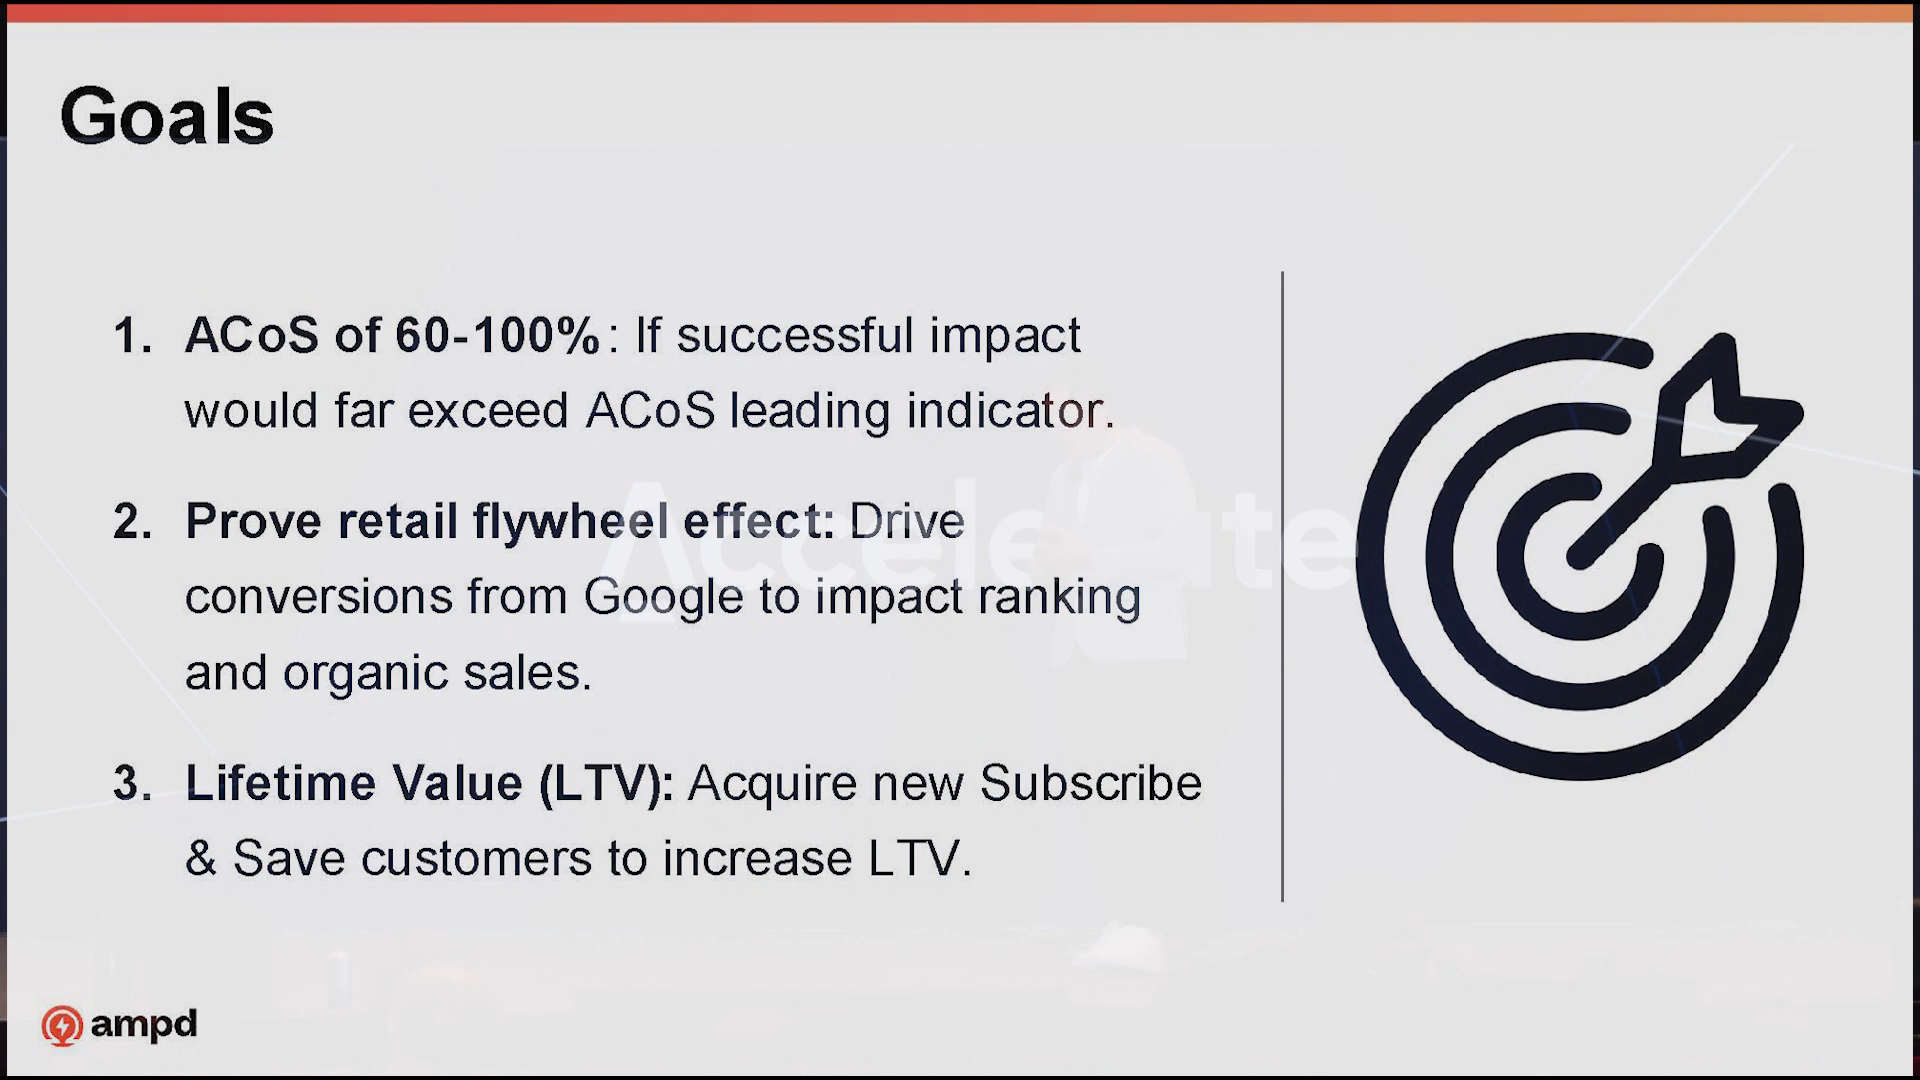 Goals
1. ACoS of 60-100%: If successful impact
would far exceed ACoS leading indicator.
2. Prove retail flywheel effect: Drive
conversions from Google to impact ranking
and organic sales.
3. Lifetime Value (LTV): Acquire new Subscribe
& Save customers to increase LTV.
ampd